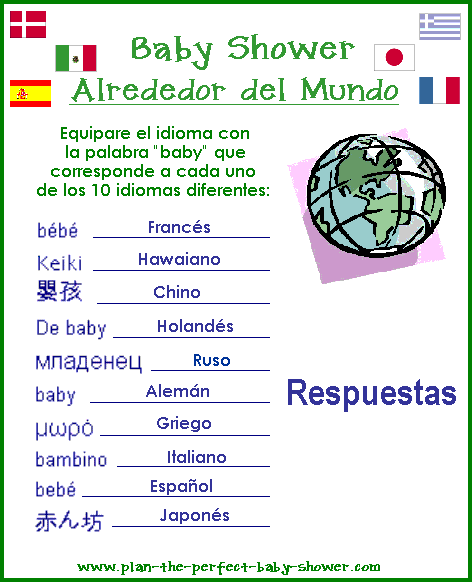 Baby Shower
Alrededor del Mundo
Equipare el idioma con
la palabra "baby" que
corresponde a cada uno
de los 10 idiomas diferentes:
bébé Francés
Keiki Hawaiano
嬰孩 Chino
De baby Holandés
младенец Ruso
baby Alemán
μωρό Griego
bambino Italiano
bebé Español
赤ん坊 Japonés
Respuestas
www.plan-the-perfect-baby-shower.com